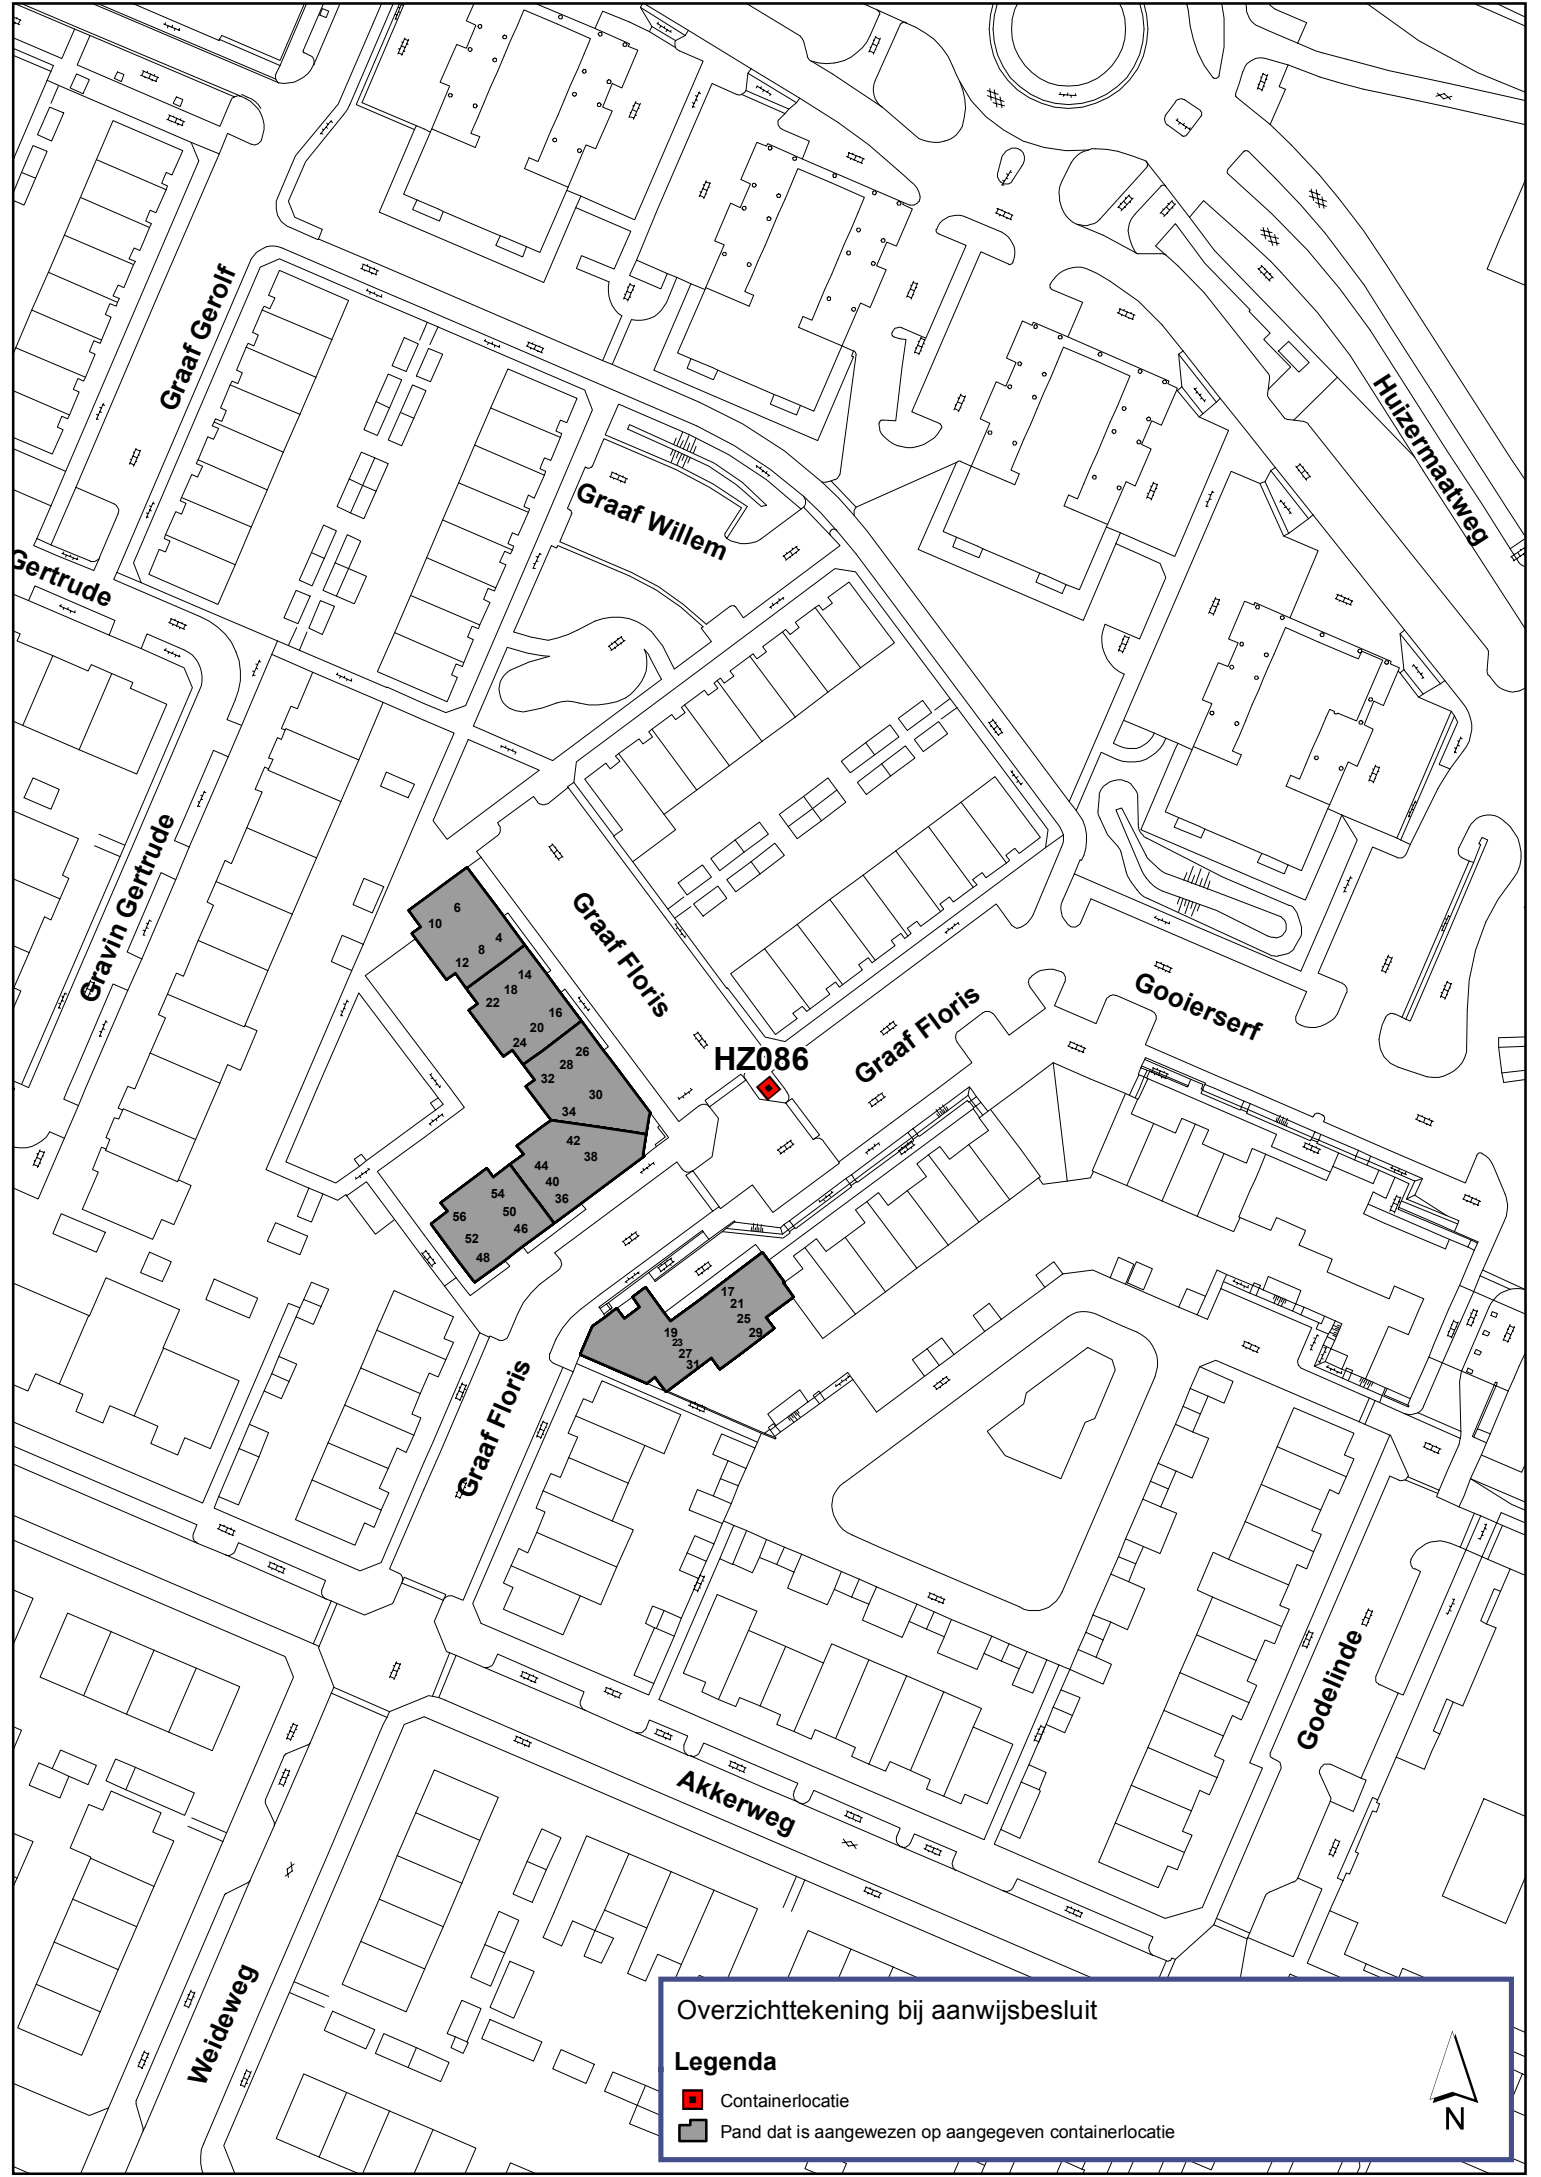 Graaf Gerolf
Huizermaatweg
Graaf Willem
Gertrude
Gravin Gertrude
Graaf Floris
Graaf Floris
Gooierserf
HZ086
6
10
4
8
12
14
18
22
16
20
24
26
28
32
30
34
42
38
44
40
36
54
50
56
46
52
48
17
21
25
29
19
23
27
31
Graaf Floris
Godelinde
Akkerweg
Weideweg
Overzichttekening bij aanwijsbesluit
Legenda
Containerlocatie
Pand dat is aangewezen op aangegeven containerlocatie
N